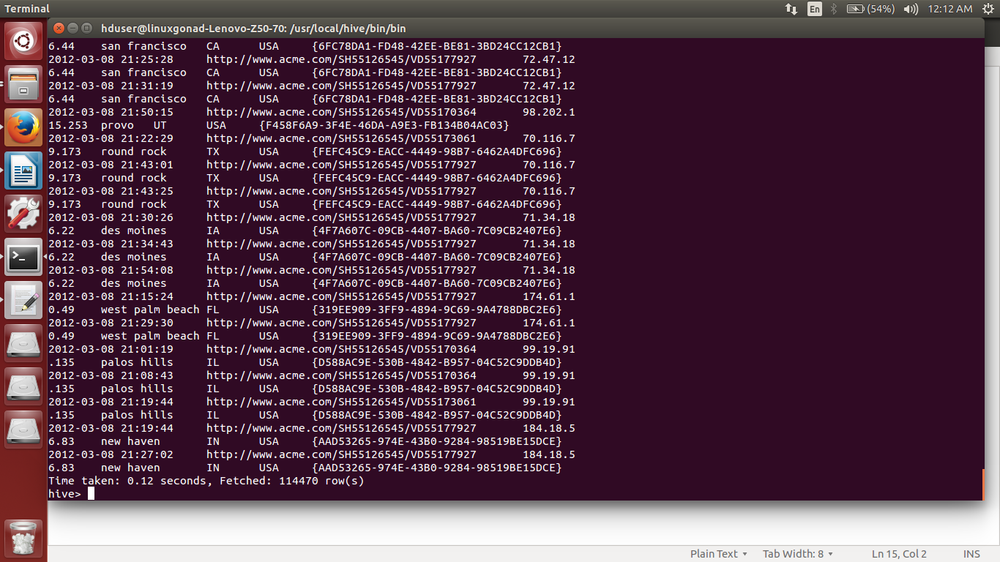 Terminal En (54%) 12:12 AM
hduser@linuxgonad-Lenovo-Z50-70: /usr/local/hive/bin/bin
6.44 san francisco CA USA {6FC78DA1-FD48-42EE-BE81-3BD24CC12CB1}
2012-03-08 21:25:28 http://www.acme.com/SH55126545/VD55177927 72.47.12
6.44 san francisco CA USA {6FC78DA1-FD48-42EE-BE81-3BD24CC12CB1}
2012-03-08 21:31:19 http://www.acme.com/SH55126545/VD55177927 72.47.12
6.44 san francisco CA USA {6FC78DA1-FD48-42EE-BE81-3BD24CC12CB1}
2012-03-08 21:50:15 http://www.acme.com/SH55126545/VD55170364 98.202.1
15.253 provo UT USA {F458F6A9-3F4E-46DA-A9E3-FB134B04AC03}
2012-03-08 21:22:29 http://www.acme.com/SH55126545/VD55173061 70.116.7
9.173 round rock TX USA {FEFC45C9-EACC-4449-98B7-6462A4DFC696}
2012-03-08 21:43:01 http://www.acme.com/SH55126545/VD55177927 70.116.7
9.173 round rock TX USA {FEFC45C9-EACC-4449-98B7-6462A4DFC696}
2012-03-08 21:43:25 http://www.acme.com/SH55126545/VD55177927 70.116.7
9.173 round rock TX USA {FEFC45C9-EACC-4449-98B7-6462A4DFC696}
2012-03-08 21:30:26 http://www.acme.com/SH55126545/VD55177927 71.34.18
6.22 des moines IA USA {4F7A607C-09CB-4407-BA60-7C09CB2407E6}
2012-03-08 21:34:43 http://www.acme.com/SH55126545/VD55177927 71.34.18
6.22 des moines IA USA {4F7A607C-09CB-4407-BA60-7C09CB2407E6}
2012-03-08 21:54:08 http://www.acme.com/SH55126545/VD55177927 71.34.18
6.22 des moines IA USA {4F7A607C-09CB-4407-BA60-7C09CB2407E6}
2012-03-08 21:15:24 http://www.acme.com/SH55126545/VD55177927 174.61.1
0.49 west palm beach FL USA {319EE909-3FF9-4894-9C69-9A4788DBC2E6}
2012-03-08 21:29:30 http://www.acme.com/SH55126545/VD55177927 174.61.1
0.49 west palm beach FL USA {319EE909-3FF9-4894-9C69-9A4788DBC2E6}
2012-03-08 21:01:19 http://www.acme.com/SH55126545/VD55170364 99.19.91
.135 palos hills IL USA {D588AC9E-530B-4842-B957-04C52C9DDB4D}
2012-03-08 21:08:43 http://www.acme.com/SH55126545/VD55170364 99.19.91
.135 palos hills IL USA {D588AC9E-530B-4842-B957-04C52C9DDB4D}
2012-03-08 21:19:44 http://www.acme.com/SH55126545/VD55173061 99.19.91
.135 palos hills IL USA {D588AC9E-530B-4842-B957-04C52C9DDB4D}
2012-03-08 21:19:44 http://www.acme.com/SH55126545/VD55177927 184.18.5
6.83 new haven IN USA {AAD53265-974E-43B0-9284-98519BE15DCE}
2012-03-08 21:27:02 http://www.acme.com/SH55126545/VD55177927 184.18.5
6.83 new haven IN USA {AAD53265-974E-43B0-9284-98519BE15DCE}
Time taken: 0.12 seconds, Fetched: 114470 row(s)
hive>
Plain Text Tab Width: 8 Ln 15, Col 2 INS